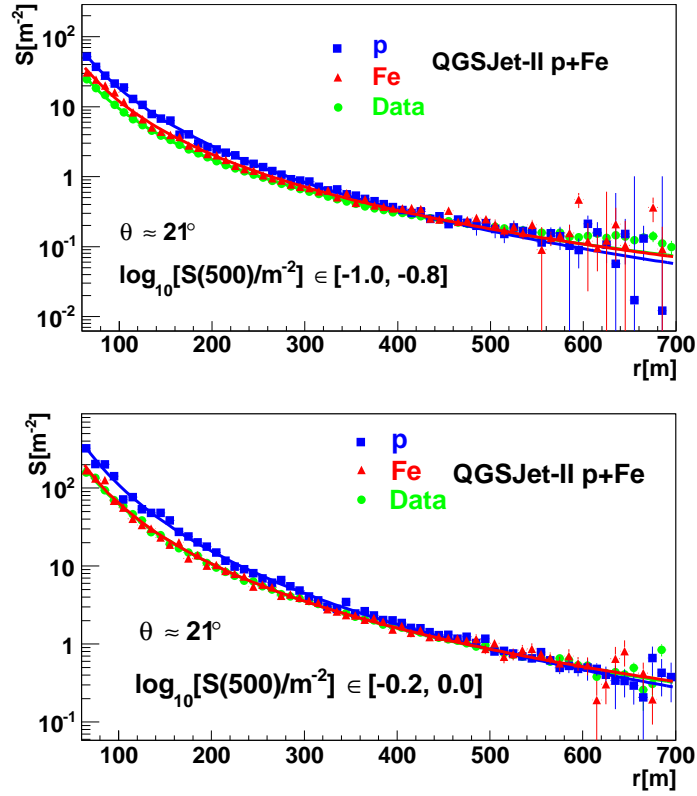 S[m⁻²]
10²
10
1
10⁻¹
10⁻²
p
Fe
Data
QGSJet-II p+Fe
θ ≈ 21°
log₁₀[S(500)/m⁻²] ∈ [-1.0, -0.8]
100 200 300 400 500 600 700
r[m]
S[m⁻²]
10²
10
1
10⁻¹
p
Fe
Data
QGSJet-II p+Fe
θ ≈ 21°
log₁₀[S(500)/m⁻²] ∈ [-0.2, 0.0]
100 200 300 400 500 600 700
r[m]